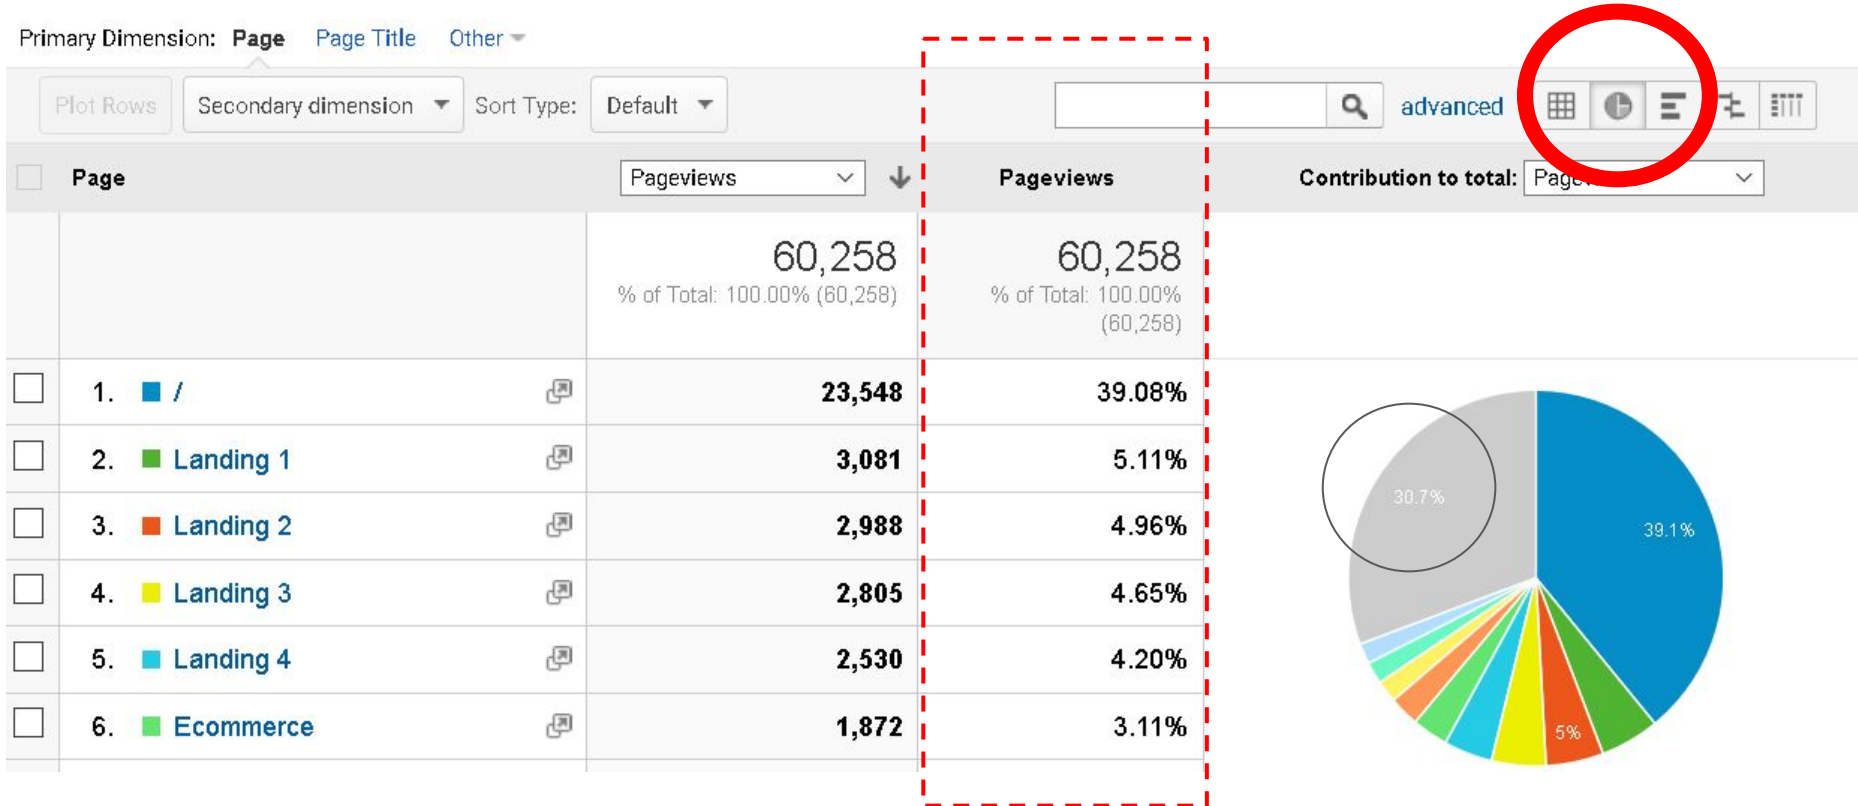 Primary Dimension: Page Page Title Other
Plot Rows Secondary dimension Sort Type: Default advanced
Page Pageviews Pageviews Contribution to total:
60,258 60,258
% of Total: 100.00% (60,258) % of Total: 100.00%
(60,258)
1. / 23,548 39.08%
2. Landing 1 3,081 5.11%
3. Landing 2 2,988 4.96%
4. Landing 3 2,805 4.65%
5. Landing 4 2,530 4.20%
6. Ecommerce 1,872 3.11%
30.7%
39.1%
5%